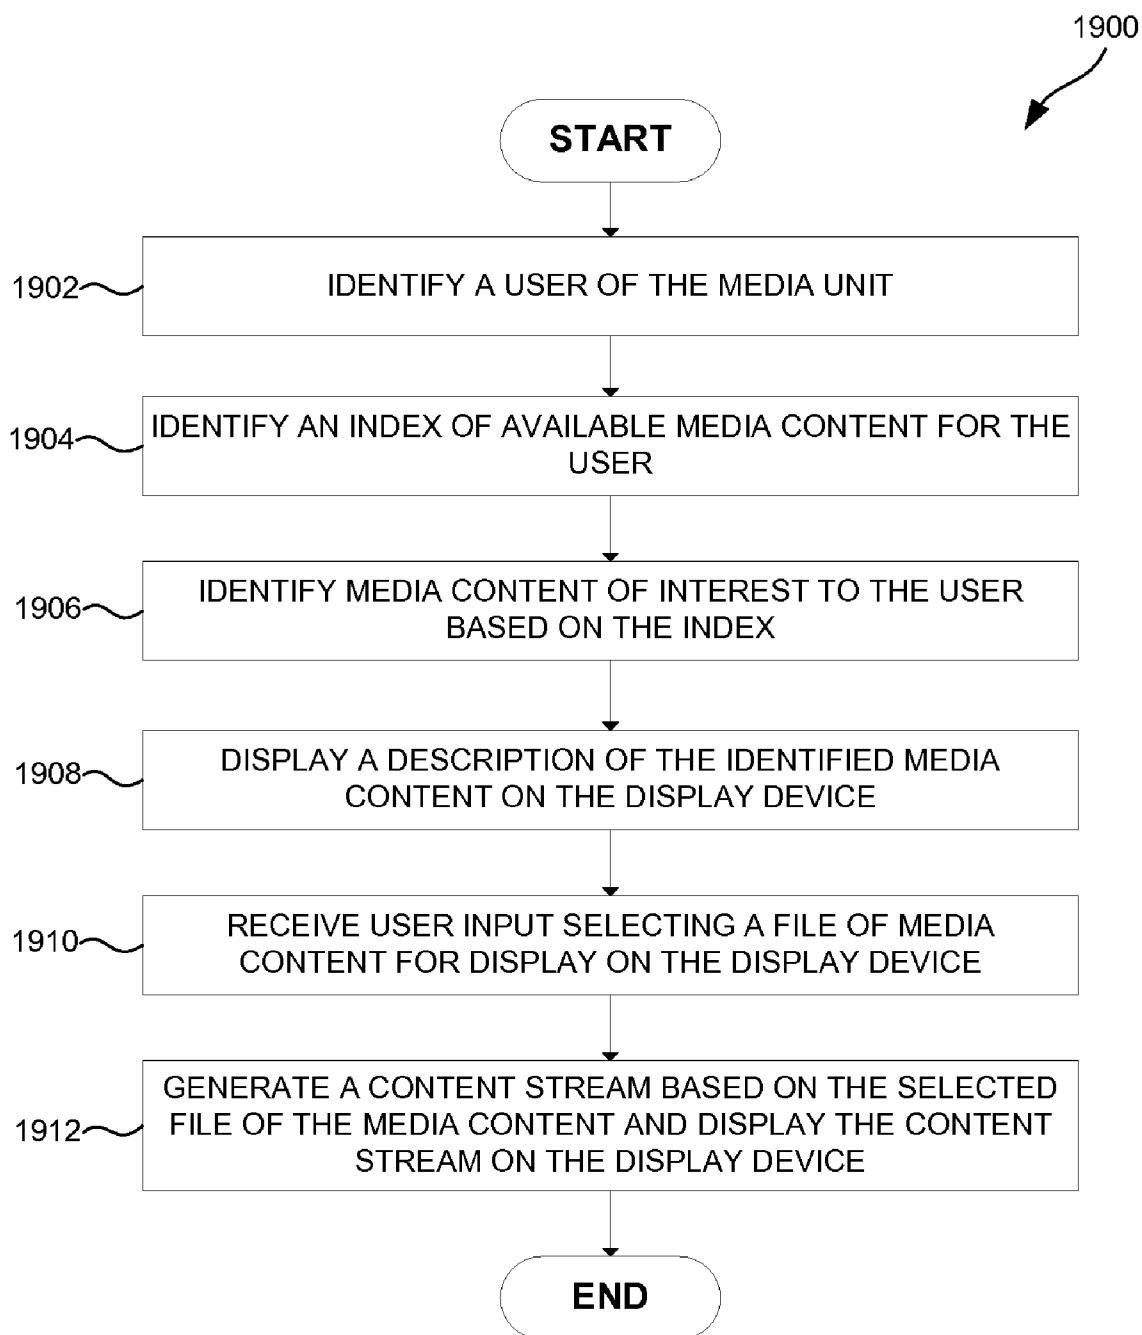 1900
START
1902
IDENTIFY A USER OF THE MEDIA UNIT
1904
IDENTIFY AN INDEX OF AVAILABLE MEDIA CONTENT FOR THE
USER
1906
IDENTIFY MEDIA CONTENT OF INTEREST TO THE USER
BASED ON THE INDEX
1908
DISPLAY A DESCRIPTION OF THE IDENTIFIED MEDIA
CONTENT ON THE DISPLAY DEVICE
1910
RECEIVE USER INPUT SELECTING A FILE OF MEDIA
CONTENT FOR DISPLAY ON THE DISPLAY DEVICE
1912
GENERATE A CONTENT STREAM BASED ON THE SELECTED
FILE OF THE MEDIA CONTENT AND DISPLAY THE CONTENT
STREAM ON THE DISPLAY DEVICE
END